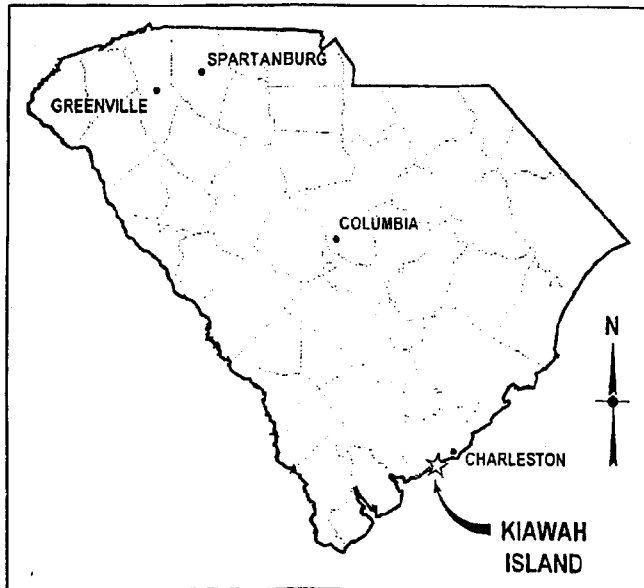 SPARTANBURG
GREENVILLE
COLUMBIA
N
CHARLESTON
KIAWAH
ISLAND